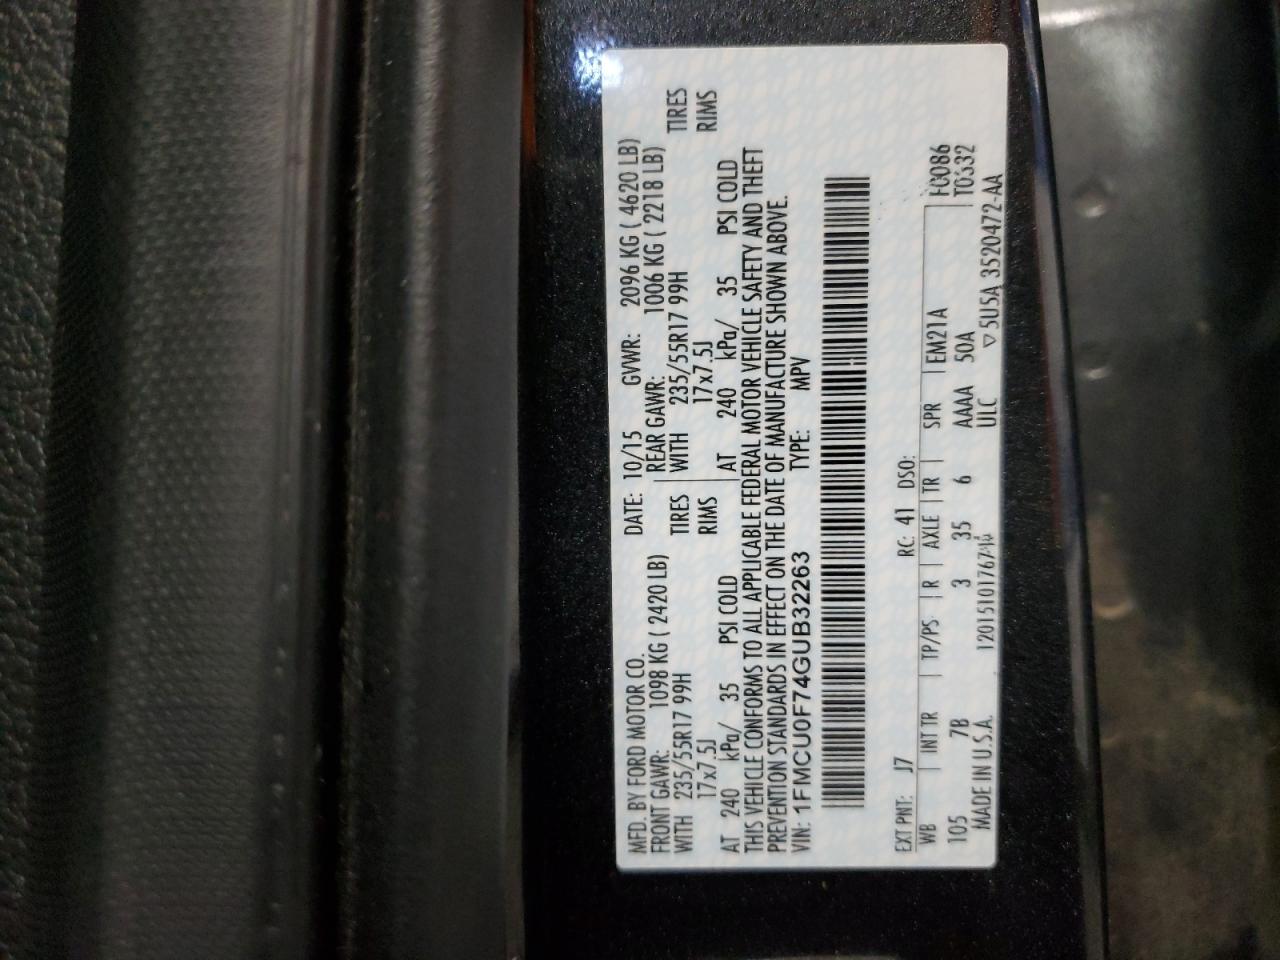 MFD. BY FORD MOTOR CO. DATE: 10/15 GVWR: 2096 KG ( 4620 LB)
FRONT GAWR: 1098 KG ( 2420 LB) REAR GAWR: 1006 KG ( 2218 LB)
WITH 235/55R17 99H TIRES WITH 235/55R17 99H TIRES
17x7.5J RIMS 17x7.5J RIMS
AT 240 kPa/ 35 PSI COLD AT 240 kPa/ 35 PSI COLD
THIS VEHICLE CONFORMS TO ALL APPLICABLE FEDERAL MOTOR VEHICLE SAFETY AND THEFT
PREVENTION STANDARDS IN EFFECT ON THE DATE OF MANUFACTURE SHOWN ABOVE.
VIN: 1FMCU0F74GUB32263 TYPE: MPV
EXT PNT: J7 RC: 41 DSO:
WB INT TR TP/PS R AXLE TR SPR EM21A F0086
105 7B 3 35 6 AAAA 50A T0332
MADE IN U.S.A. ULC
5U5A 3520472-AA